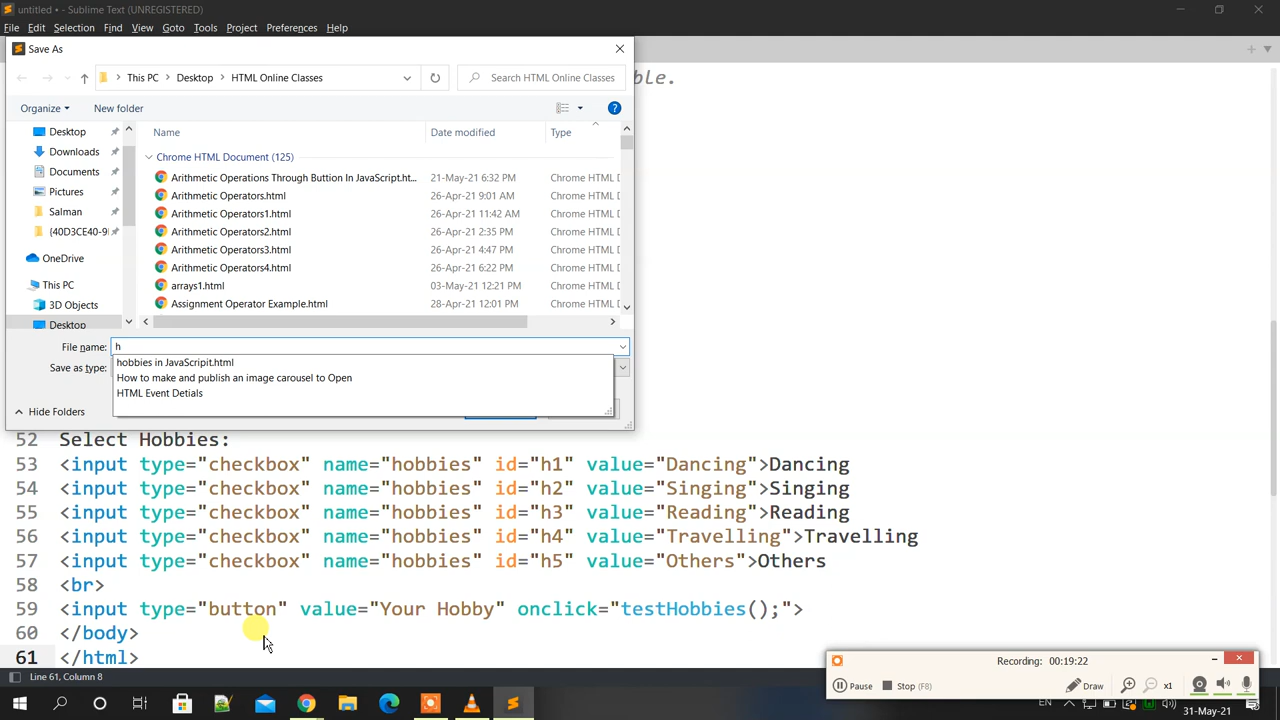 untitled • - Sublime Text (UNREGISTERED)
File Edit Selection Find View Goto Tools Project Preferences Help
Save As
This PC Desktop HTML Online Classes
Search HTML Online Classes
ble.
Organize New folder
Name Date modified Type
Desktop
Downloads
Documents
Pictures
Salman
{40D3CE40-9
OneDrive
This PC
3D Objects
Desktop
Chrome HTML Document (125)
Arithmetic Operations Through Button In JavaScript.ht... 21-May-21 6:32 PM Chrome HTML D
Arithmetic Operators.html 26-Apr-21 9:01 AM Chrome HTML D
Arithmetic Operators1.html 26-Apr-21 11:42 AM Chrome HTML D
Arithmetic Operators2.html 26-Apr-21 2:35 PM Chrome HTML D
Arithmetic Operators3.html 26-Apr-21 4:47 PM Chrome HTML D
Arithmetic Operators4.html 26-Apr-21 6:22 PM Chrome HTML D
arrays1.html 03-May-21 12:21 PM Chrome HTML D
Assignment Operator Example.html 28-Apr-21 12:01 PM Chrome HTML D
File name: h
hobbies in JavaScripit.html
Save as type:
How to make and publish an image carousel to Open
HTML Event Detials
Hide Folders
52 Select Hobbies:
53 <input type="checkbox" name="hobbies" id="h1" value="Dancing">Dancing
54 <input type="checkbox" name="hobbies" id="h2" value="Singing">Singing
55 <input type="checkbox" name="hobbies" id="h3" value="Reading">Reading
56 <input type="checkbox" name="hobbies" id="h4" value="Travelling">Travelling
57 <input type="checkbox" name="hobbies" id="h5" value="Others">Others
58 <br>
59 <input type="button" value="Your Hobby" onclick="testHobbies();">
60 </body>
61 </html>
Line 61, Column 8
Recording: 00:19:22
Pause Stop (F8) Draw x1
EN 31-May-21